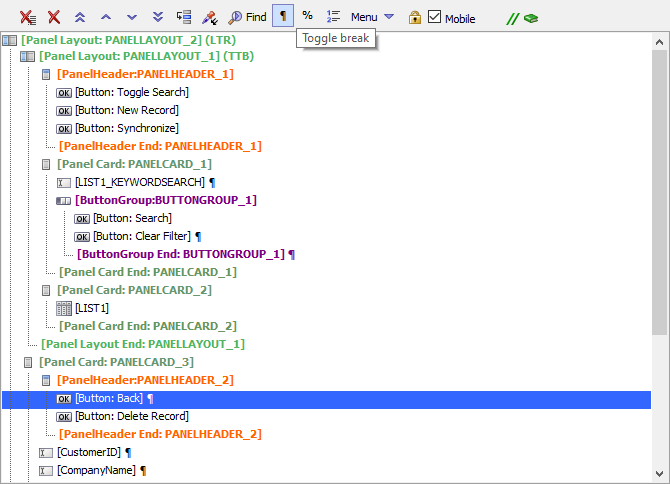 Find ¶ % Menu Mobile //
Toggle break
[Panel Layout: PANELLAYOUT_2] (LTR)
[Panel Layout: PANELLAYOUT_1] (TTB)
[PanelHeader:PANELHEADER_1]
OK [Button: Toggle Search]
OK [Button: New Record]
OK [Button: Synchronize]
[PanelHeader End: PANELHEADER_1]
[Panel Card: PANELCARD_1]
[LIST1_KEYWORDSEARCH] ¶
[ButtonGroup:BUTTONGROUP_1]
OK [Button: Search]
OK [Button: Clear Filter] ¶
[ButtonGroup End: BUTTONGROUP_1] ¶
[Panel Card End: PANELCARD_1]
[Panel Card: PANELCARD_2]
[LIST1]
[Panel Card End: PANELCARD_2]
[Panel Layout End: PANELLAYOUT_1]
[Panel Card: PANELCARD_3]
[PanelHeader:PANELHEADER_2]
OK [Button: Back] ¶
OK [Button: Delete Record]
[PanelHeader End: PANELHEADER_2]
[CustomerID] ¶
[CompanyName] ¶